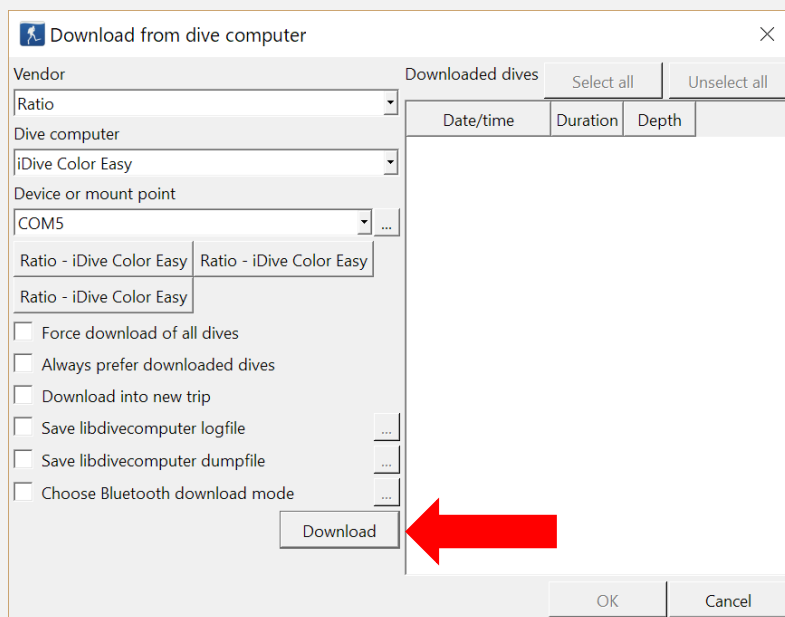 Download from dive computer
Vendor
Ratio
Dive computer
iDive Color Easy
Device or mount point
COM5
...
Ratio - iDive Color Easy
Ratio - iDive Color Easy
Ratio - iDive Color Easy
Force download of all dives
Always prefer downloaded dives
Download into new trip
Save libdivecomputer logfile
...
Save libdivecomputer dumpfile
...
Choose Bluetooth download mode
...
Download
Downloaded dives
Select all
Unselect all
Date/time
Duration
Depth
OK
Cancel